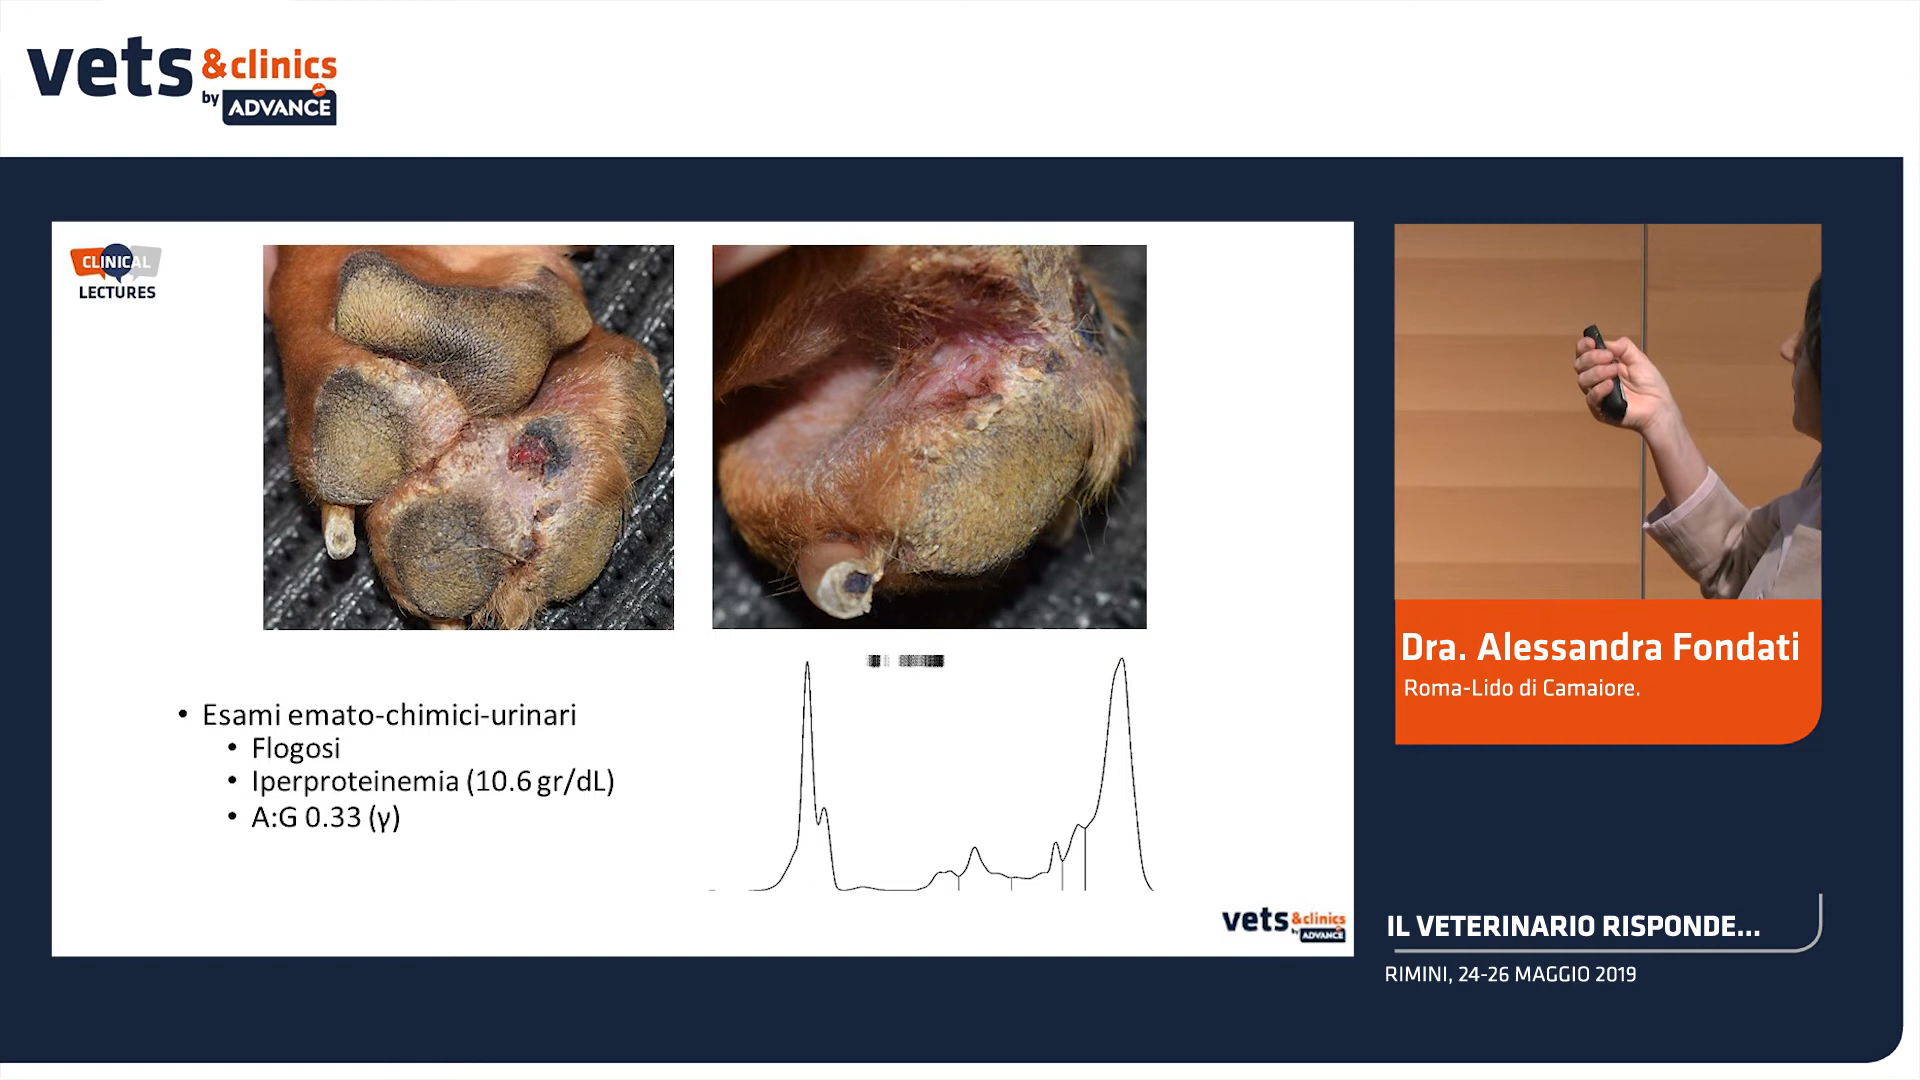 vets &clinics
by ADVANCE
CLINICAL
LECTURES
• Esami emato-chimici-urinari
• Flogosi
• Iperproteinemia (10.6 gr/dL)
• A:G 0.33 (γ)
vets &clinics
by ADVANCE
Dra. Alessandra Fondati
Roma-Lido di Camaiore.
IL VETERINARIO RISPONDE...
RIMINI, 24-26 MAGGIO 2019